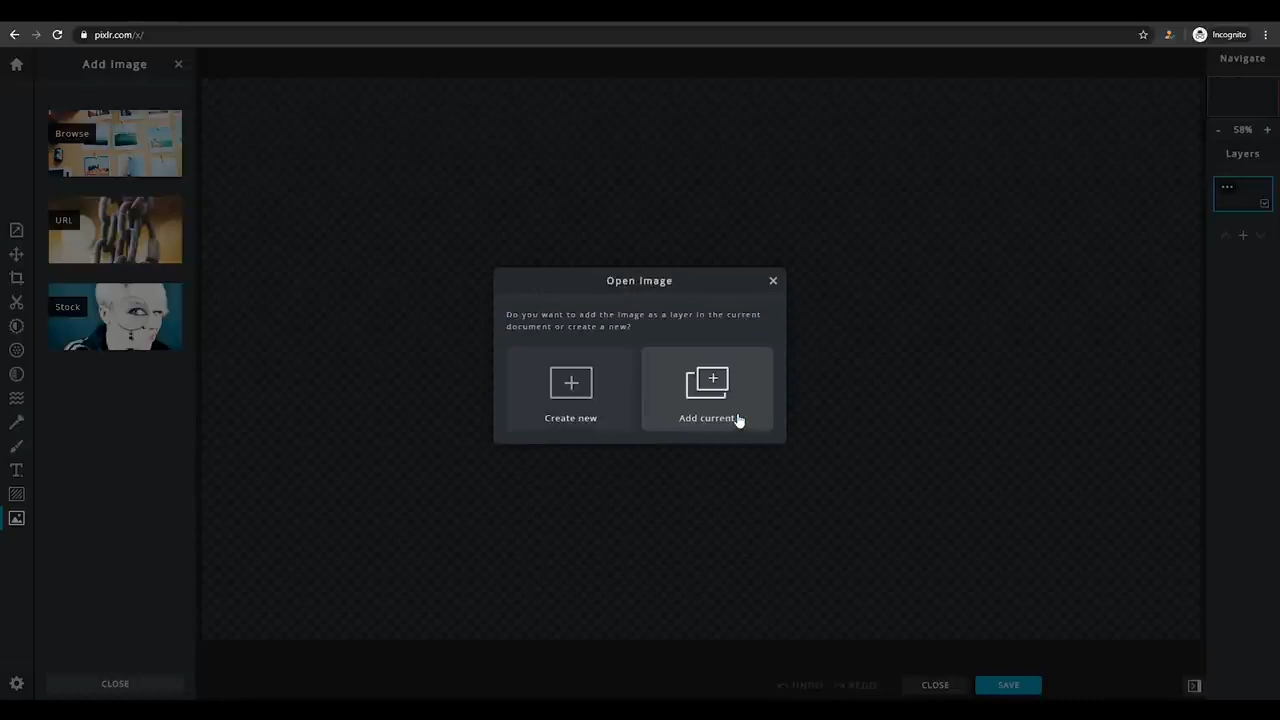 pixlr.com/x/
Incognito
Add Image
Navigate
Browse
58%
Layers
URL
Open Image
Stock
Do you want to add the image as a layer in the current
document or create a new?
Create new
Add current
CLOSE
UNDO
REDO
CLOSE
SAVE